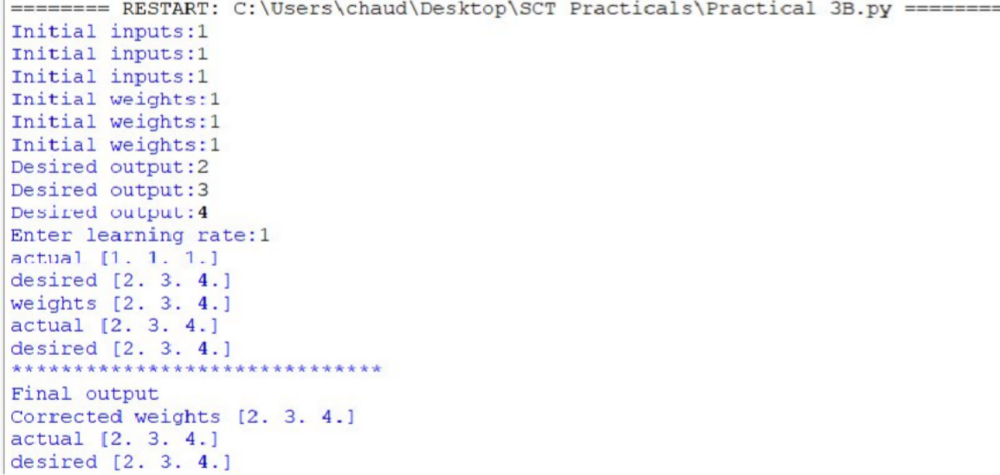 ======== RESTART: C:\Users\chaud\Desktop\SCT Practicals\Practical 3B.py ========
Initial inputs:1
Initial inputs:1
Initial inputs:1
Initial weights:1
Initial weights:1
Initial weights:1
Desired output:2
Desired output:3
Desired output:4
Enter learning rate:1
actual [1. 1. 1.]
desired [2. 3. 4.]
weights [2. 3. 4.]
actual [2. 3. 4.]
desired [2. 3. 4.]
******************************
Final output
Corrected weights [2. 3. 4.]
actual [2. 3. 4.]
desired [2. 3. 4.]